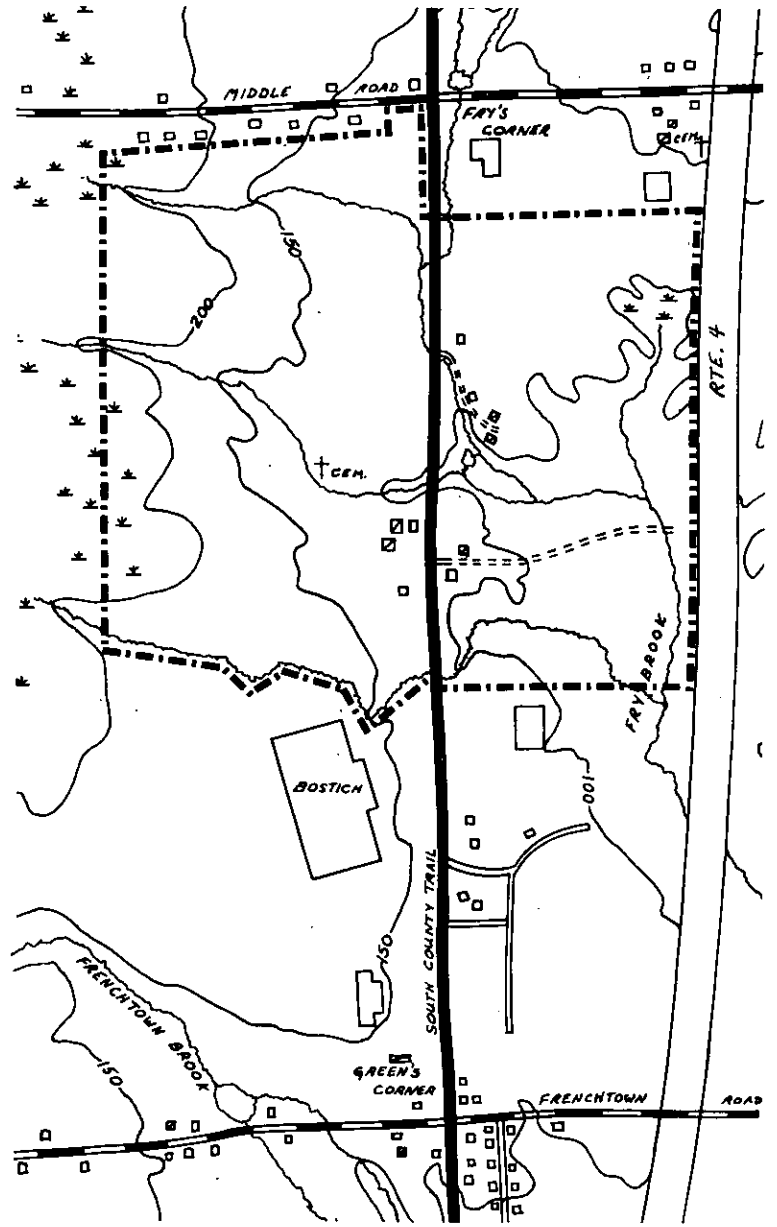 MIDDLE ROAD
FRY'S
CORNER
CEM.
150
200
RTE. 4
CEM.
FRY BROOK
BOSTICH
100
SOUTH COUNTY TRAIL
150
FRENCHTOWN BROOK
150
GREEN'S
CORNER
FRENCHTOWN ROAD